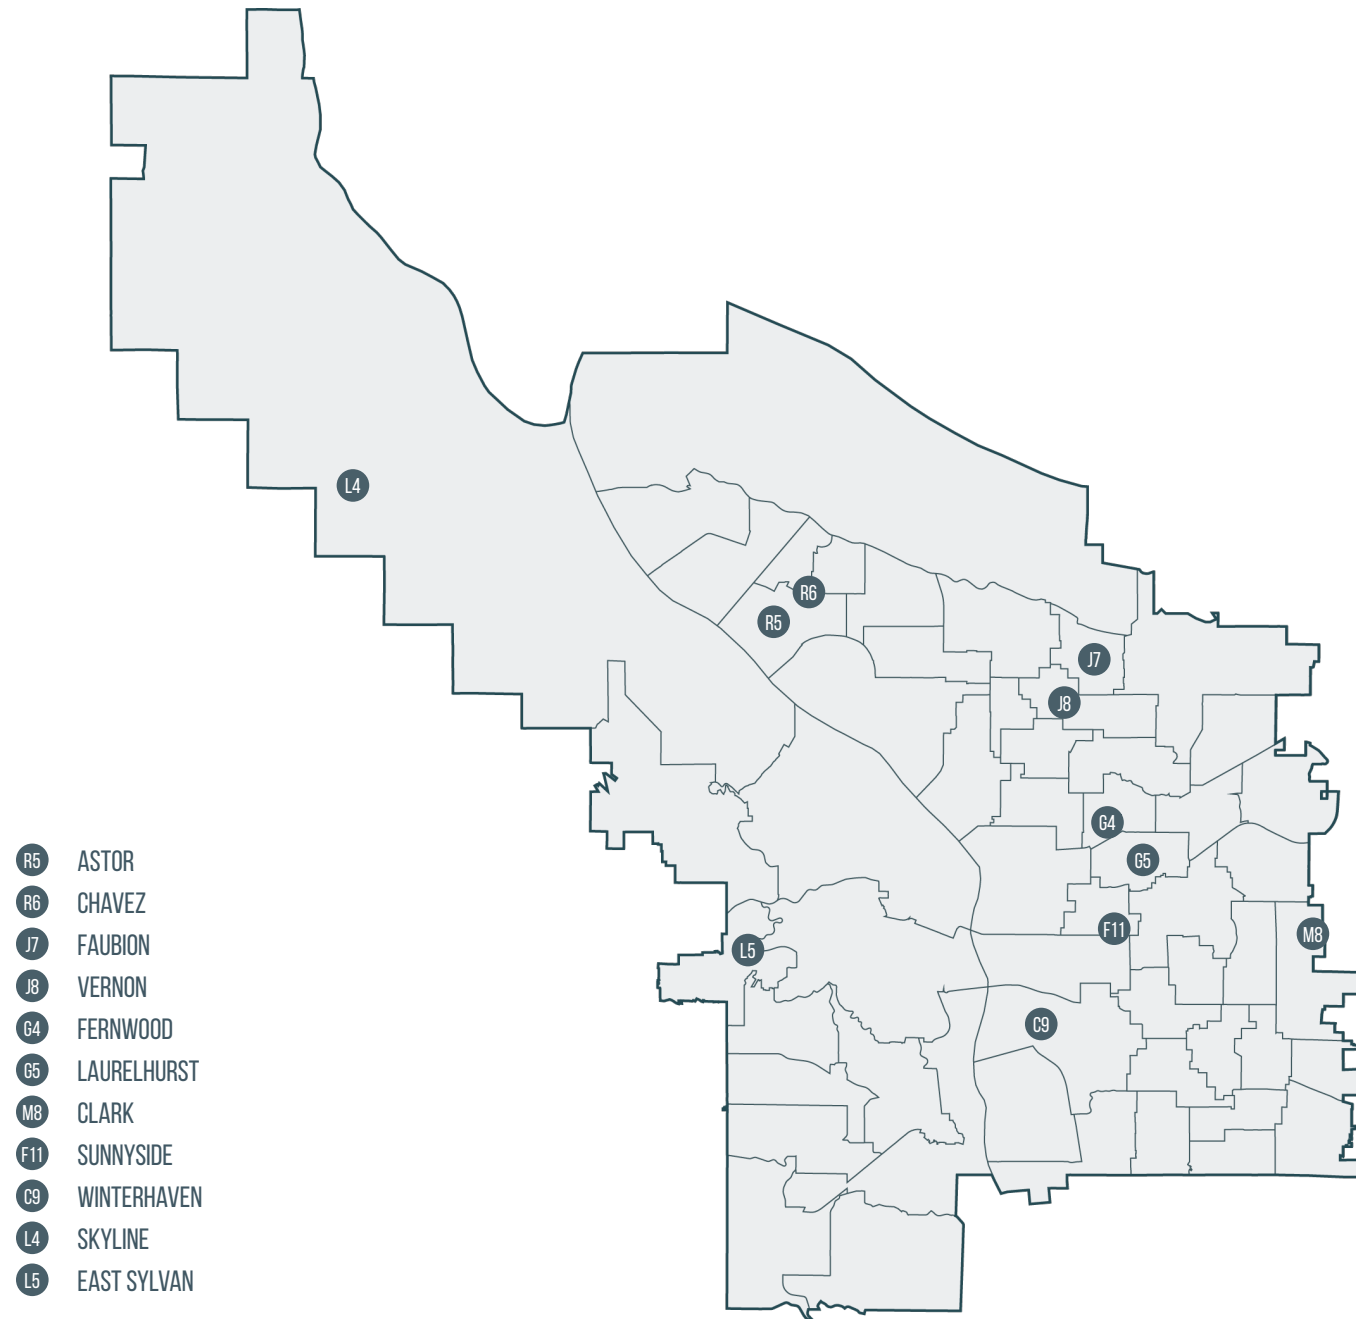 L4
R6
R5
J7
J8
G4
G5
F11
M8
L5
C9
R5 ASTOR
R6 CHAVEZ
J7 FAUBION
J8 VERNON
G4 FERNWOOD
G5 LAURELHURST
M8 CLARK
F11 SUNNYSIDE
C9 WINTERHAVEN
L4 SKYLINE
L5 EAST SYLVAN